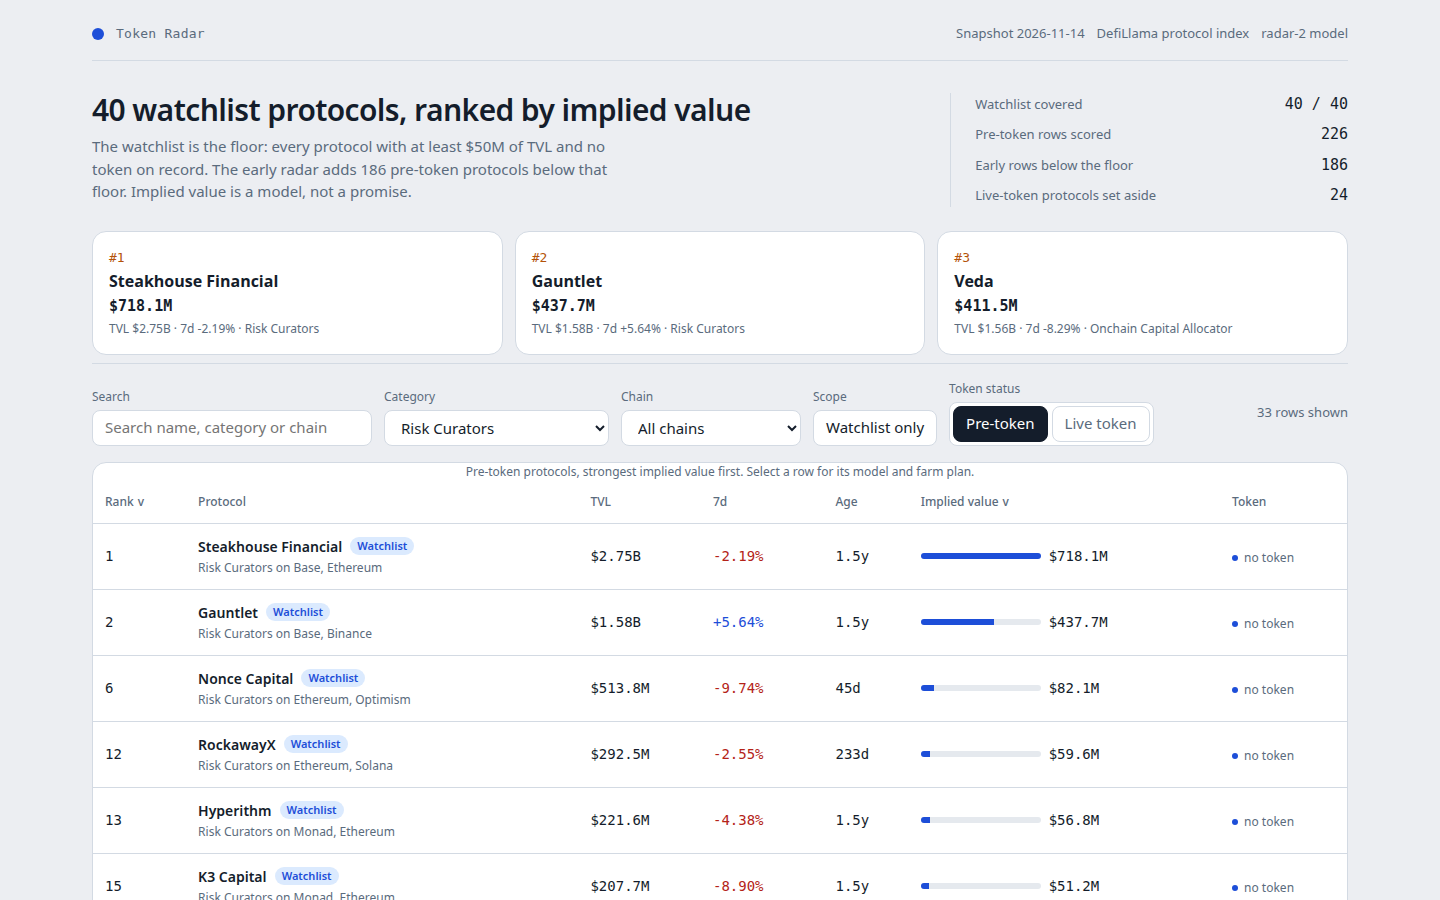 Token Radar
Snapshot 2026-11-14 DefiLlama protocol index radar-2 model
40 watchlist protocols, ranked by implied value
The watchlist is the floor: every protocol with at least $50M of TVL and no
token on record. The early radar adds 186 pre-token protocols below that
floor. Implied value is a model, not a promise.
Watchlist covered 40 / 40
Pre-token rows scored 226
Early rows below the floor 186
Live-token protocols set aside 24
#1
Steakhouse Financial
$718.1M
TVL $2.75B · 7d -2.19% · Risk Curators
#2
Gauntlet
$437.7M
TVL $1.58B · 7d +5.64% · Risk Curators
#3
Veda
$411.5M
TVL $1.56B · 7d -8.29% · Onchain Capital Allocator
Search
Search name, category or chain
Category
Risk Curators
Chain
All chains
Scope
Watchlist only
Token status
Pre-token Live token
33 rows shown
Pre-token protocols, strongest implied value first. Select a row for its model and farm plan.
Rank v Protocol TVL 7d Age Implied value v Token
1 Steakhouse Financial Watchlist $2.75B -2.19% 1.5y $718.1M no token
Risk Curators on Base, Ethereum
2 Gauntlet Watchlist $1.58B +5.64% 1.5y $437.7M no token
Risk Curators on Base, Binance
6 Nonce Capital Watchlist $513.8M -9.74% 45d $82.1M no token
Risk Curators on Ethereum, Optimism
12 RockawayX Watchlist $292.5M -2.55% 233d $59.6M no token
Risk Curators on Ethereum, Solana
13 Hyperithm Watchlist $221.6M -4.38% 1.5y $56.8M no token
Risk Curators on Monad, Ethereum
15 K3 Capital Watchlist $207.7M -8.90% 1.5y $51.2M no token
Risk Curators on Monad, Ethereum